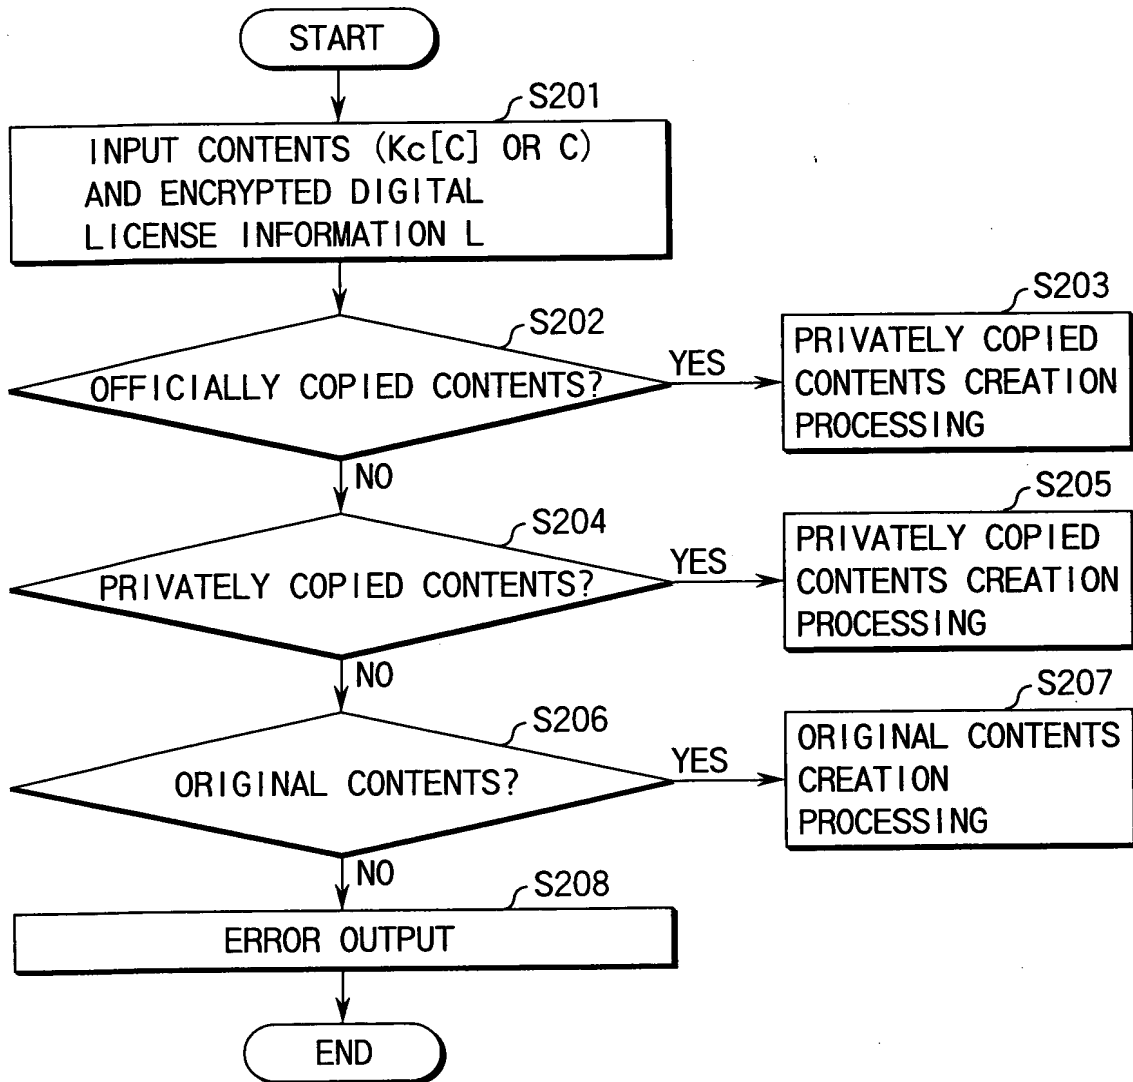 START
S201
INPUT CONTENTS (Kc[C] OR C)
AND ENCRYPTED DIGITAL
LICENSE INFORMATION L
S202
OFFICIALLY COPIED CONTENTS?
YES
S203
PRIVATELY COPIED
CONTENTS CREATION
PROCESSING
NO
S204
PRIVATELY COPIED CONTENTS?
YES
S205
PRIVATELY COPIED
CONTENTS CREATION
PROCESSING
NO
S206
ORIGINAL CONTENTS?
YES
S207
ORIGINAL CONTENTS
CREATION
PROCESSING
NO
S208
ERROR OUTPUT
END